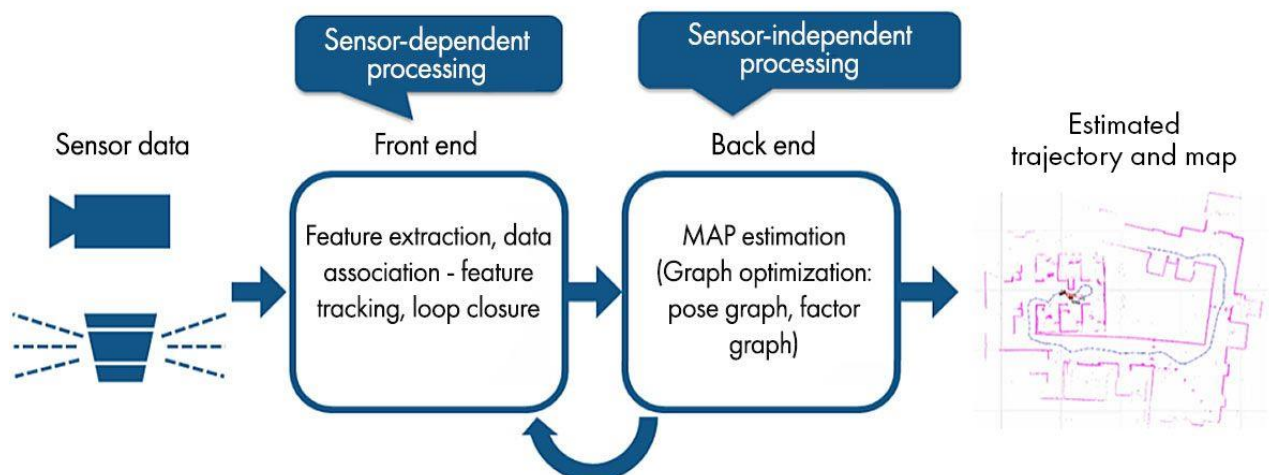 Sensor-dependent
processing
Sensor-independent
processing
Sensor data
Front end
Back end
Estimated
trajectory and map
Feature extraction, data
association - feature
tracking, loop closure
MAP estimation
(Graph optimization:
pose graph, factor
graph)